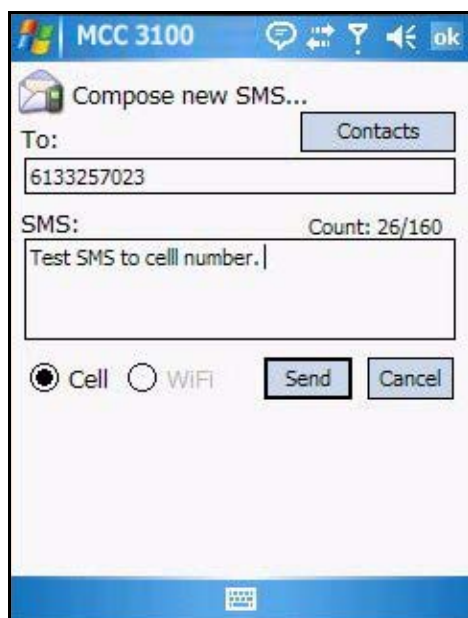 MCC 3100 ok
Compose new SMS...
To: Contacts
6133257023
SMS: Count: 26/160
Test SMS to celll number.
Cell WiFi Send Cancel